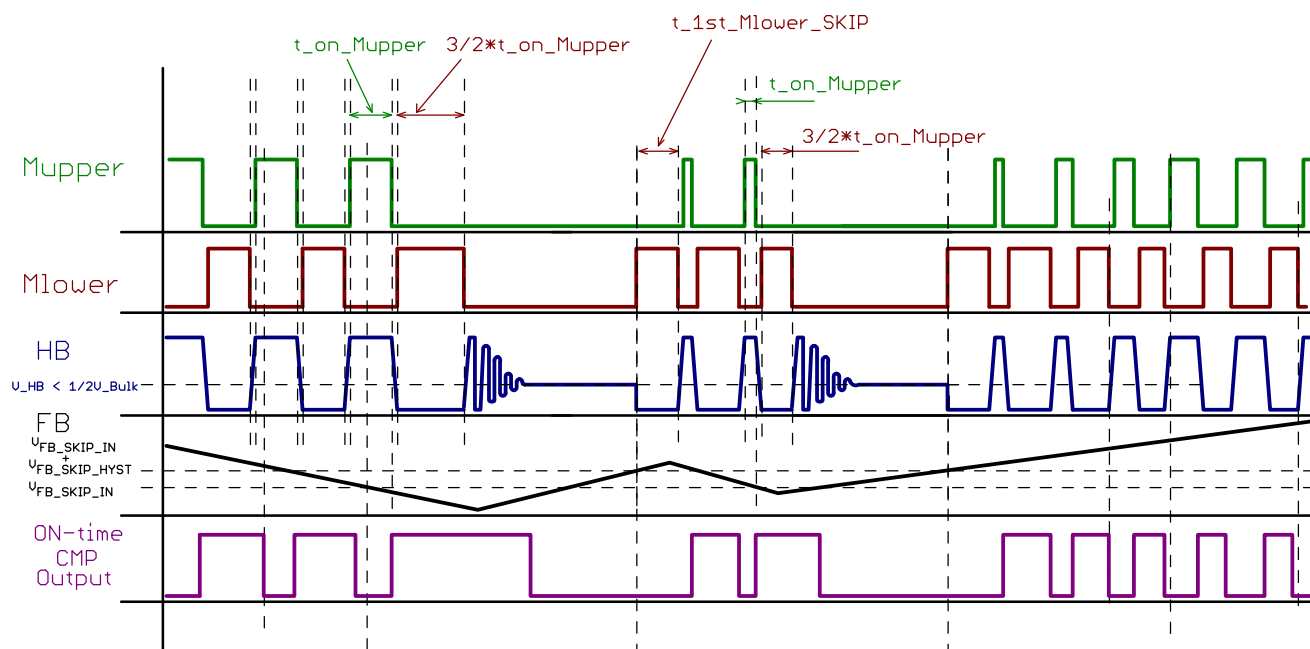 t_1st_Mlower_SKIP
t_on_Mupper
3/2*t_on_Mupper
t_on_Mupper
3/2*t_on_Mupper
Mupper
Mlower
HB
V_HB < 1/2V_Bulk
FB
VFB_SKIP_IN
+
VFB_SKIP_HYST
VFB_SKIP_IN
ON-time
CMP
Output